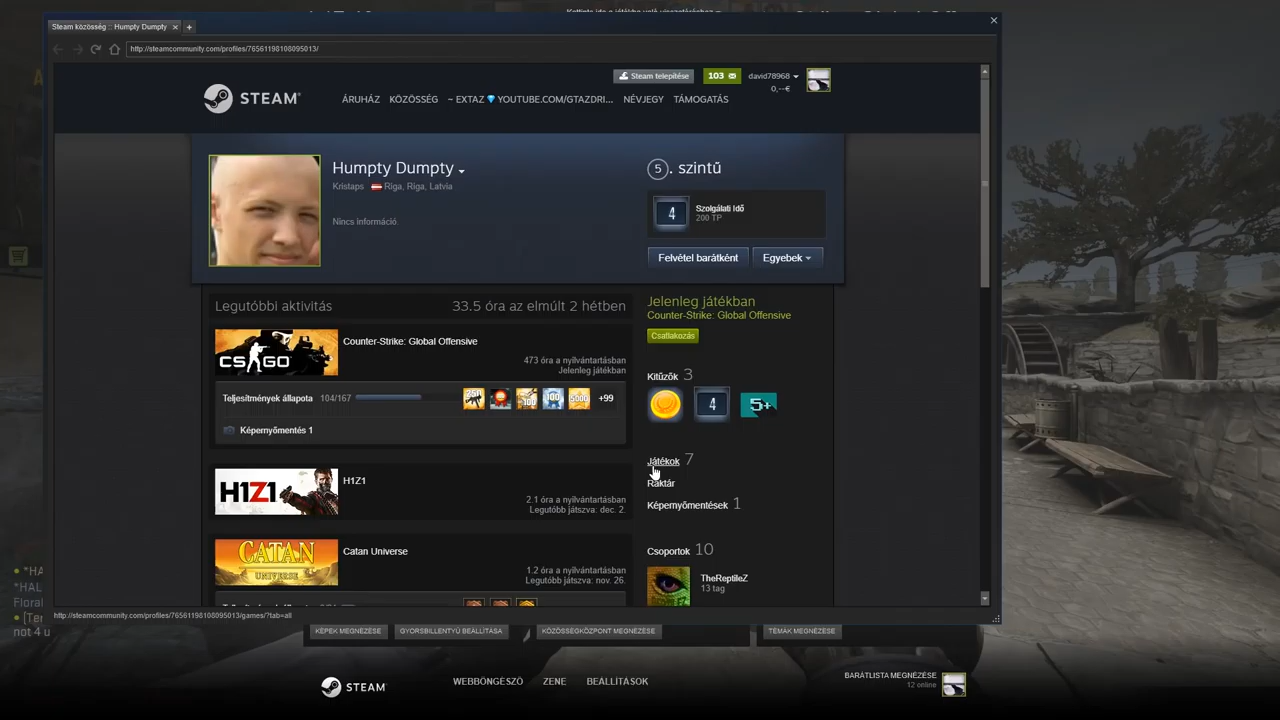 Steam közösség :: Humpty Dumpty
http://steamcommunity.com/profiles/76561198108095013/
Steam telepítése
103
david78968
0,--€
STEAM
ÁRUHÁZ
KÖZÖSSÉG
~ EXTAZ 💎 YOUTUBE.COM/GTAZDRI...
NÉVJEGY
TÁMOGATÁS
Humpty Dumpty
Kristaps Riga, Riga, Latvia
Nincs információ.
5. szintű
4
Szolgálati Idő
200 TP
Felvétel barátként
Egyebek
Legutóbbi aktivitás
33.5 óra az elmúlt 2 hétben
CS GO
Counter-Strike: Global Offensive
473 óra a nyilvántartásban
Jelenleg játékban
Teljesítmények állapota 104/167
+99
Képernyőmentés 1
H1Z1
H1Z1
2.1 óra a nyilvántartásban
Legutóbb játszva: dec. 2.
CATAN
UNIVERSE
Catan Universe
1.2 óra a nyilvántartásban
Legutóbb játszva: nov. 26.
Jelenleg játékban
Counter-Strike: Global Offensive
Csatlakozás
Kitűzők 3
4
5+
Játékok 7
Raktár
Képernyőmentések 1
Csoportok 10
TheReptileZ
13 tag
http://steamcommunity.com/profiles/76561198108095013/games/?tab=all
KÉPEK MEGNÉZÉSE
GYORSBILLENTYŰ BEÁLLÍTÁSA
KÖZÖSSÉGKÖZPONT MEGNÉZÉSE
TÉMÁK MEGNÉZÉSE
STEAM
WEBBÖNGÉSZŐ
ZENE
BEÁLLÍTÁSOK
BARÁTLISTA MEGNÉZÉSE
12 online